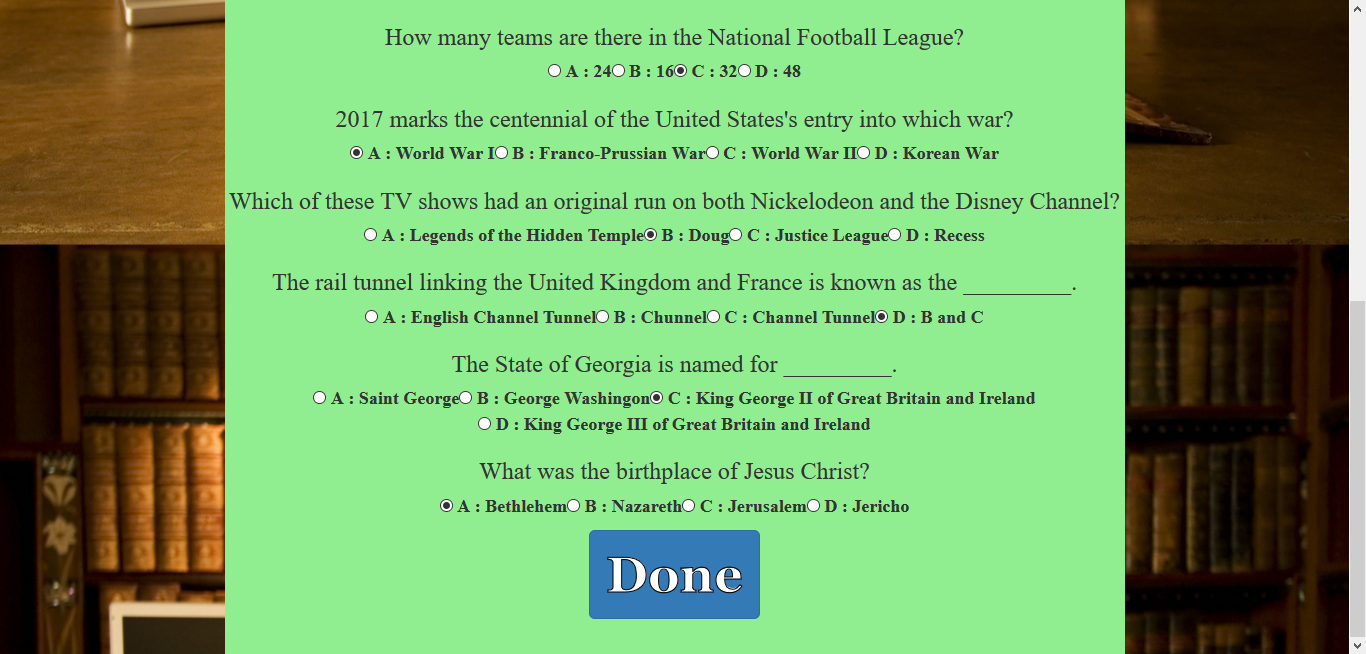 How many teams are there in the National Football League?
A : 24 B : 16 C : 32 D : 48
2017 marks the centennial of the United States's entry into which war?
A : World War I B : Franco-Prussian War C : World War II D : Korean War
Which of these TV shows had an original run on both Nickelodeon and the Disney Channel?
A : Legends of the Hidden Temple B : Doug C : Justice League D : Recess
The rail tunnel linking the United Kingdom and France is known as the _________.
A : English Channel Tunnel B : Chunnel C : Channel Tunnel D : B and C
The State of Georgia is named for _________.
A : Saint George B : George Washingon C : King George II of Great Britain and Ireland
D : King George III of Great Britain and Ireland
What was the birthplace of Jesus Christ?
A : Bethlehem B : Nazareth C : Jerusalem D : Jericho
Done